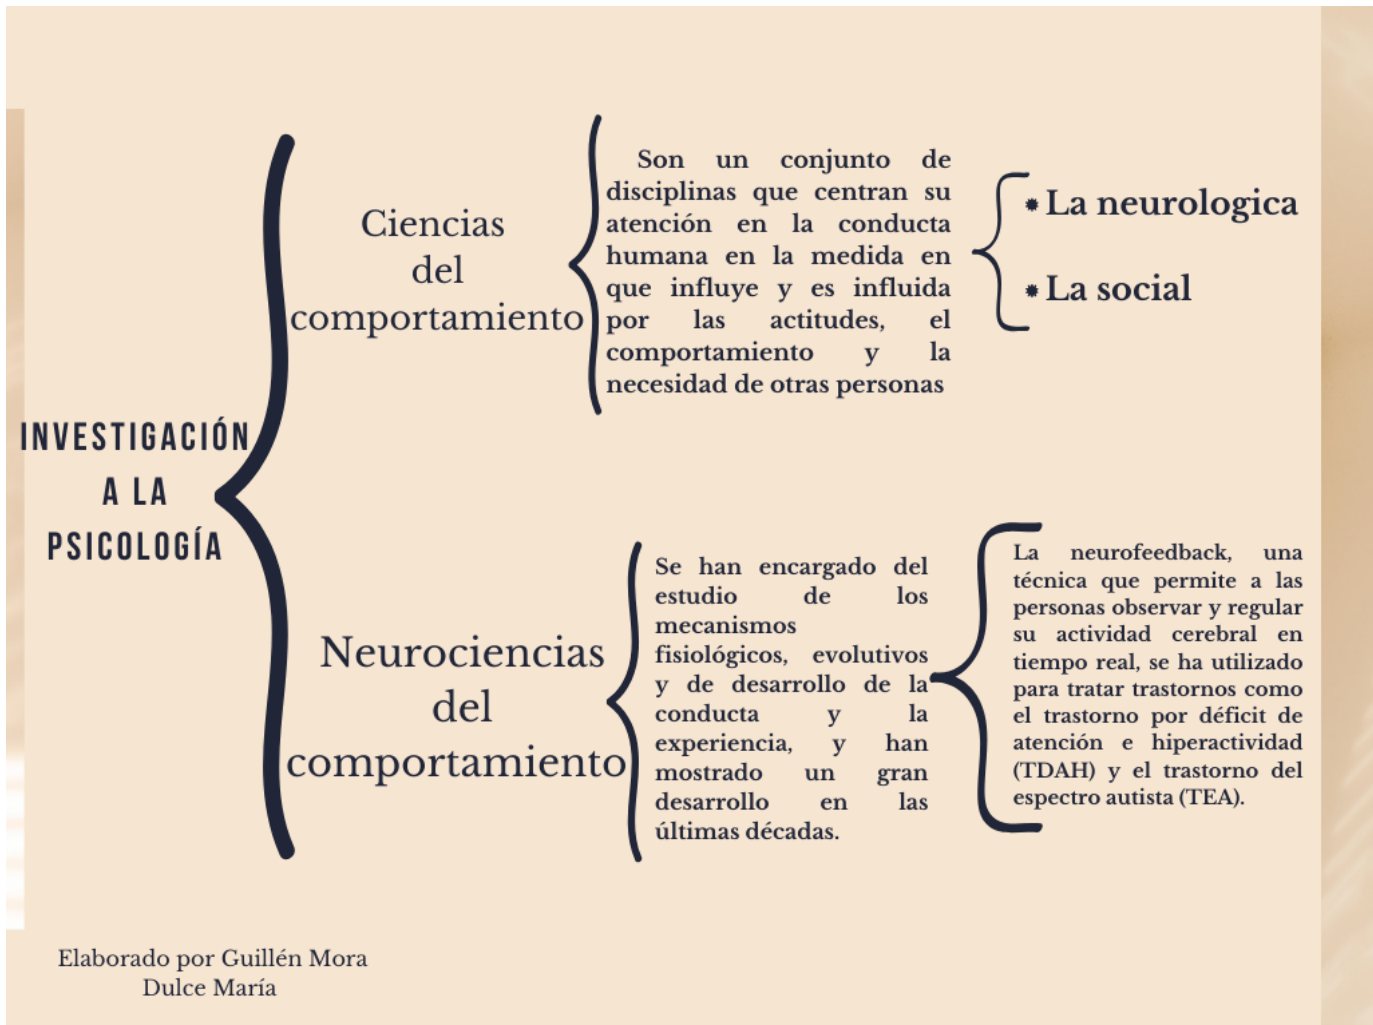 INVESTIGACIÓN
A LA
PSICOLOGÍA
Ciencias
del
comportamiento
Son un conjunto de
disciplinas que centran su
atención en la conducta
humana en la medida en
que influye y es influida
por las actitudes, el
comportamiento y la
necesidad de otras personas
La neurologica
La social
Neurociencias
del
comportamiento
Se han encargado del
estudio de los
mecanismos
fisiológicos, evolutivos
y de desarrollo de la
conducta y la
experiencia, y han
mostrado un gran
desarrollo en las
últimas décadas.
La neurofeedback, una
técnica que permite a las
personas observar y regular
su actividad cerebral en
tiempo real, se ha utilizado
para tratar trastornos como
el trastorno por déficit de
atención e hiperactividad
(TDAH) y el trastorno del
espectro autista (TEA).
Elaborado por Guillén Mora
Dulce María